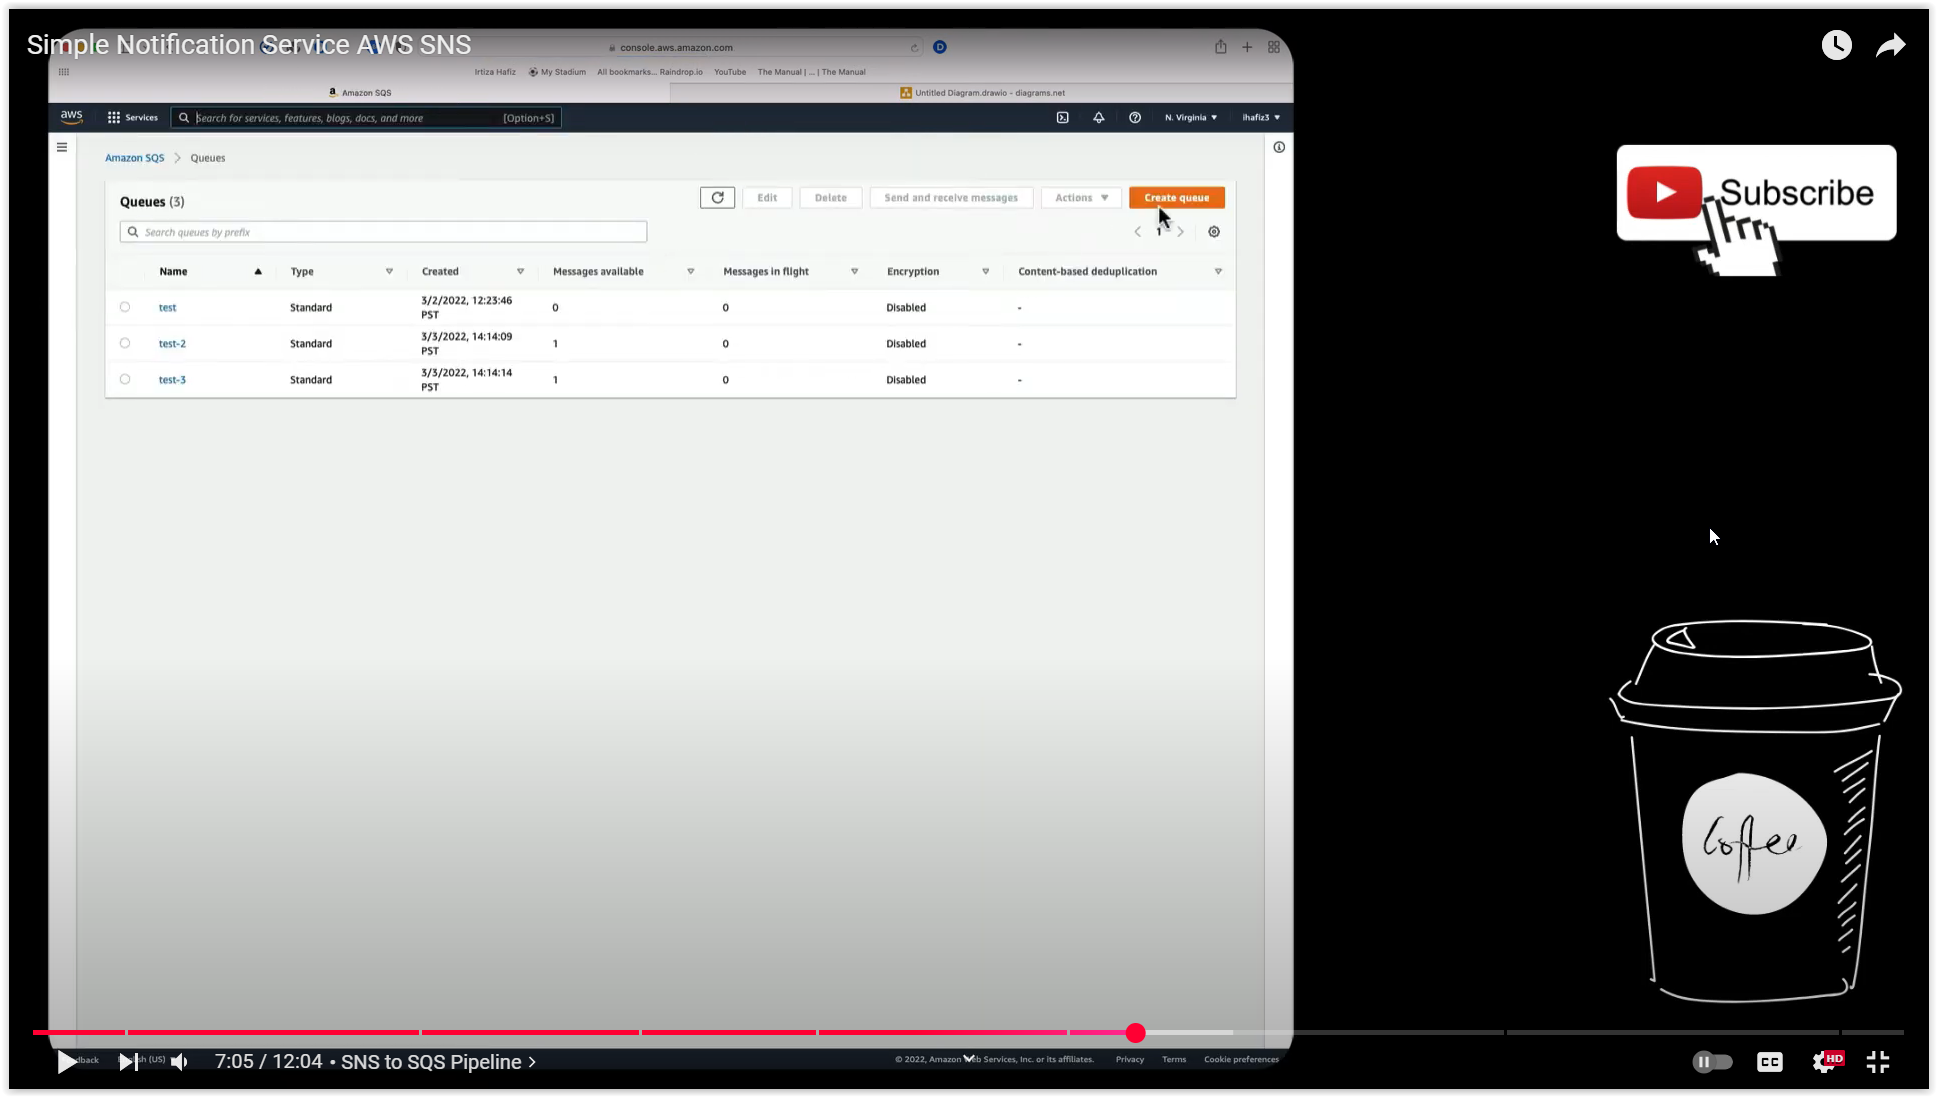 Simple Notification Service AWS SNS
console.aws.amazon.com
Irtiza Hafiz My Stadium All bookmarks... Raindrop.io YouTube The Manual | ... | The Manual
Amazon SQS
Untitled Diagram.drawio - diagrams.net
aws Services Search for services, features, blogs, docs, and more [Option+S] N. Virginia ihafiz3
Amazon SQS Queues
Queues (3) Edit Delete Send and receive messages Actions Create queue
Search queues by prefix 1
Name Type Created Messages available Messages in flight Encryption Content-based deduplication
test Standard 3/2/2022, 12:23:46 PST 0 0 Disabled -
test-2 Standard 3/3/2022, 14:14:09 PST 1 0 Disabled -
test-3 Standard 3/3/2022, 14:14:14 PST 1 0 Disabled -
Subscribe
Coffee
7:05 / 12:04 • SNS to SQS Pipeline
© 2022, Amazon Web Services, Inc. or its affiliates. Privacy Terms Cookie preferences
CC HD